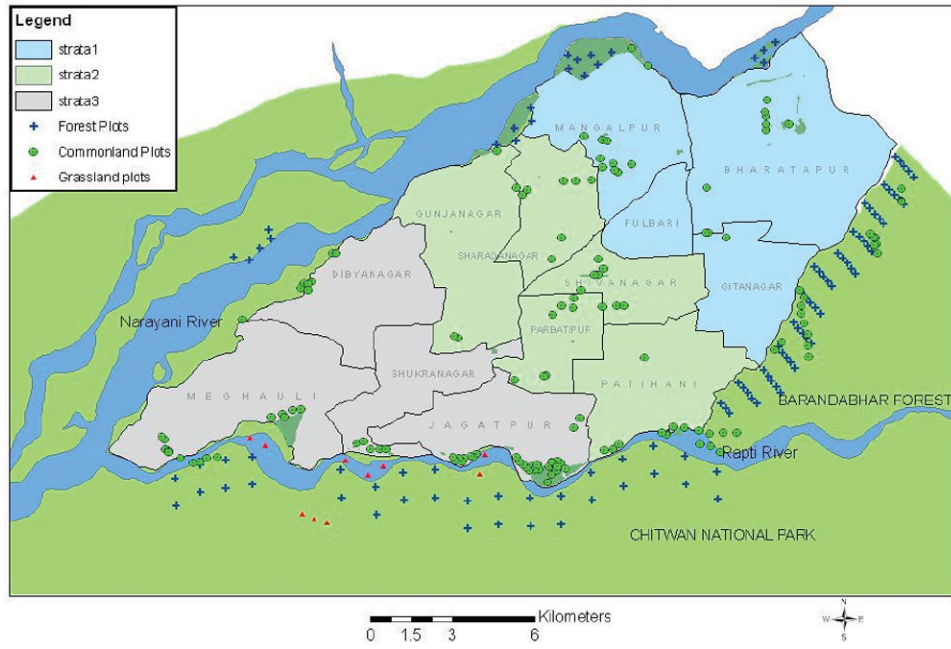 Legend
strata1
strata2
strata3
Forest Plots
Commonland Plots
Grassland plots
MANGALPUR
BHARATAPUR
GUNJANAGAR
FULBARI
SHARADANAGAR
DIBYANAGAR
SHIVANAGAR
GITANAGAR
Narayani River
PARBATIPUR
SHUKRANAGAR
PATIHANI
MEGHAULI
BARANDABHAR FOREST
JAGATPUR
Rapti River
CHITWAN NATIONAL PARK
Kilometers
0 1.5 3 6
N
W E
S